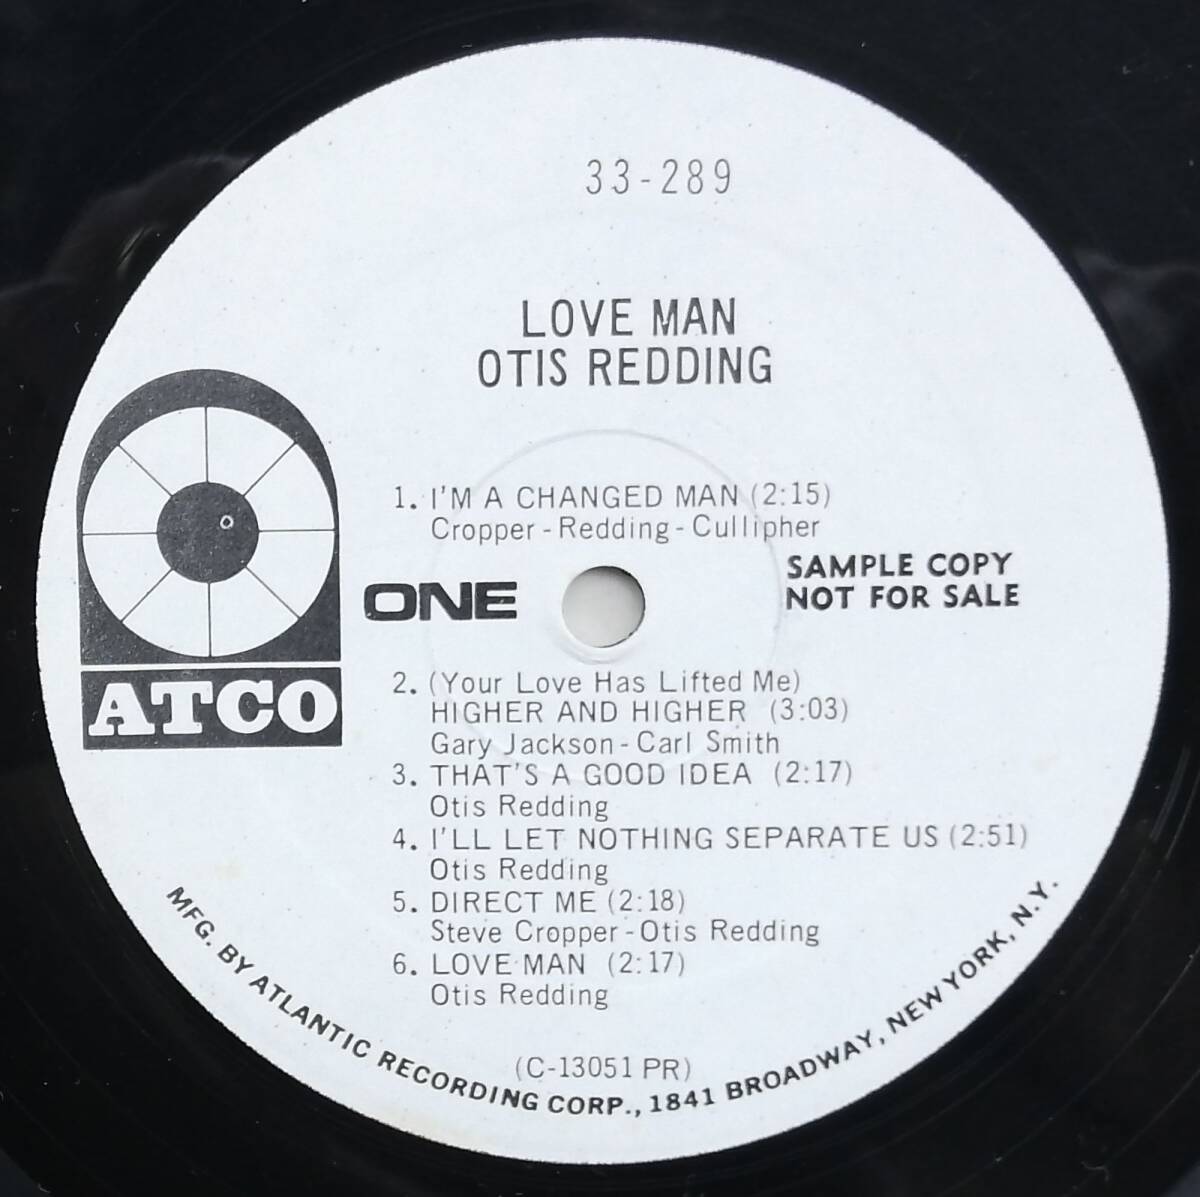 33-289
LOVE MAN
OTIS REDDING
1. I'M A CHANGED MAN (2:15)
Cropper - Redding - Cullipher
ONE
SAMPLE COPY
NOT FOR SALE
ATCO
2. (Your Love Has Lifted Me)
HIGHER AND HIGHER (3:03)
Gary Jackson - Carl Smith
3. THAT'S A GOOD IDEA (2:17)
Otis Redding
4. I'LL LET NOTHING SEPARATE US (2:51)
Otis Redding
5. DIRECT ME (2:18)
Steve Cropper - Otis Redding
6. LOVE MAN (2:17)
Otis Redding
(C-13051 PR)
MFG. BY ATLANTIC RECORDING CORP., 1841 BROADWAY, NEW YORK, N.Y.